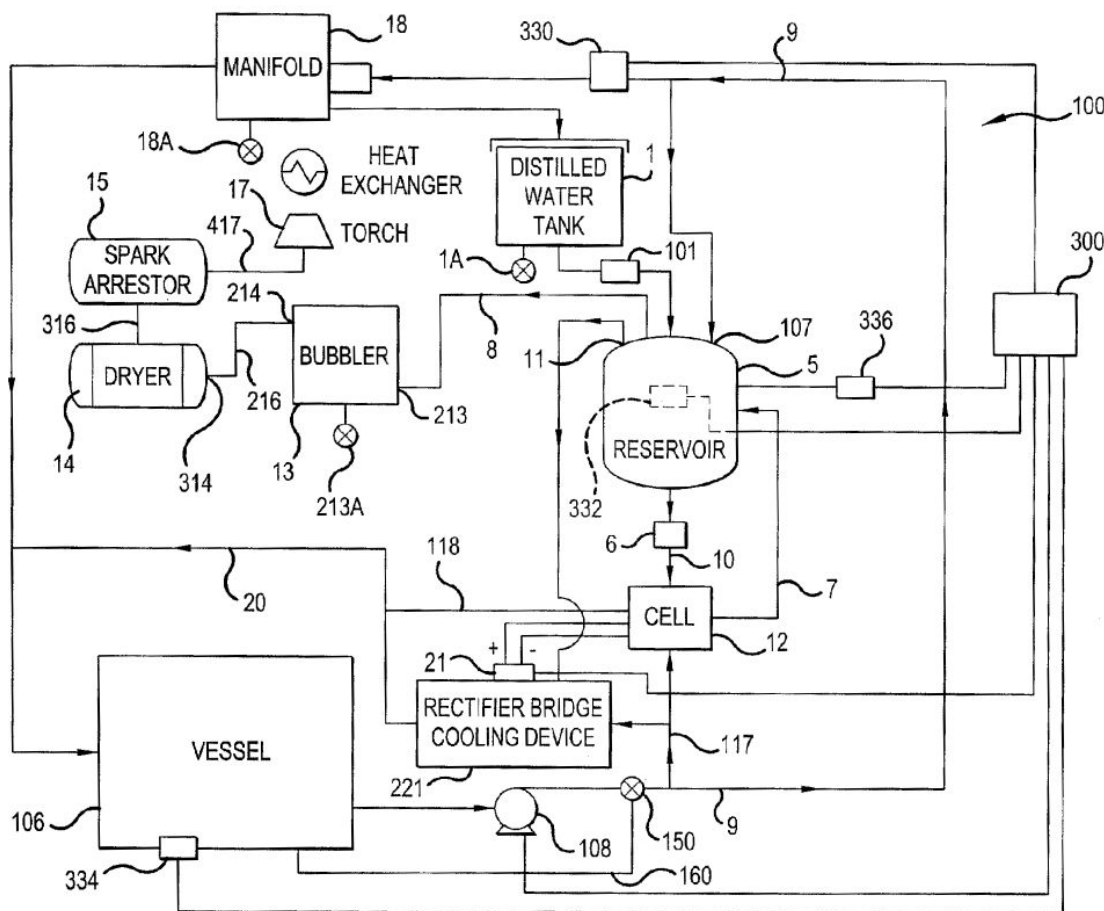 18
330
9
MANIFOLD
100
18A
HEAT
EXCHANGER
1
DISTILLED
WATER
TANK
15
17
TORCH
417
SPARK
ARRESTOR
1A
101
300
214
8
316
11
107
5
336
BUBBLER
DRYER
216
213
RESERVOIR
14
314
13
213A
332
6
10
118
7
20
CELL
+
-
21
12
RECTIFIER BRIDGE
COOLING DEVICE
117
VESSEL
221
9
106
108
150
334
160